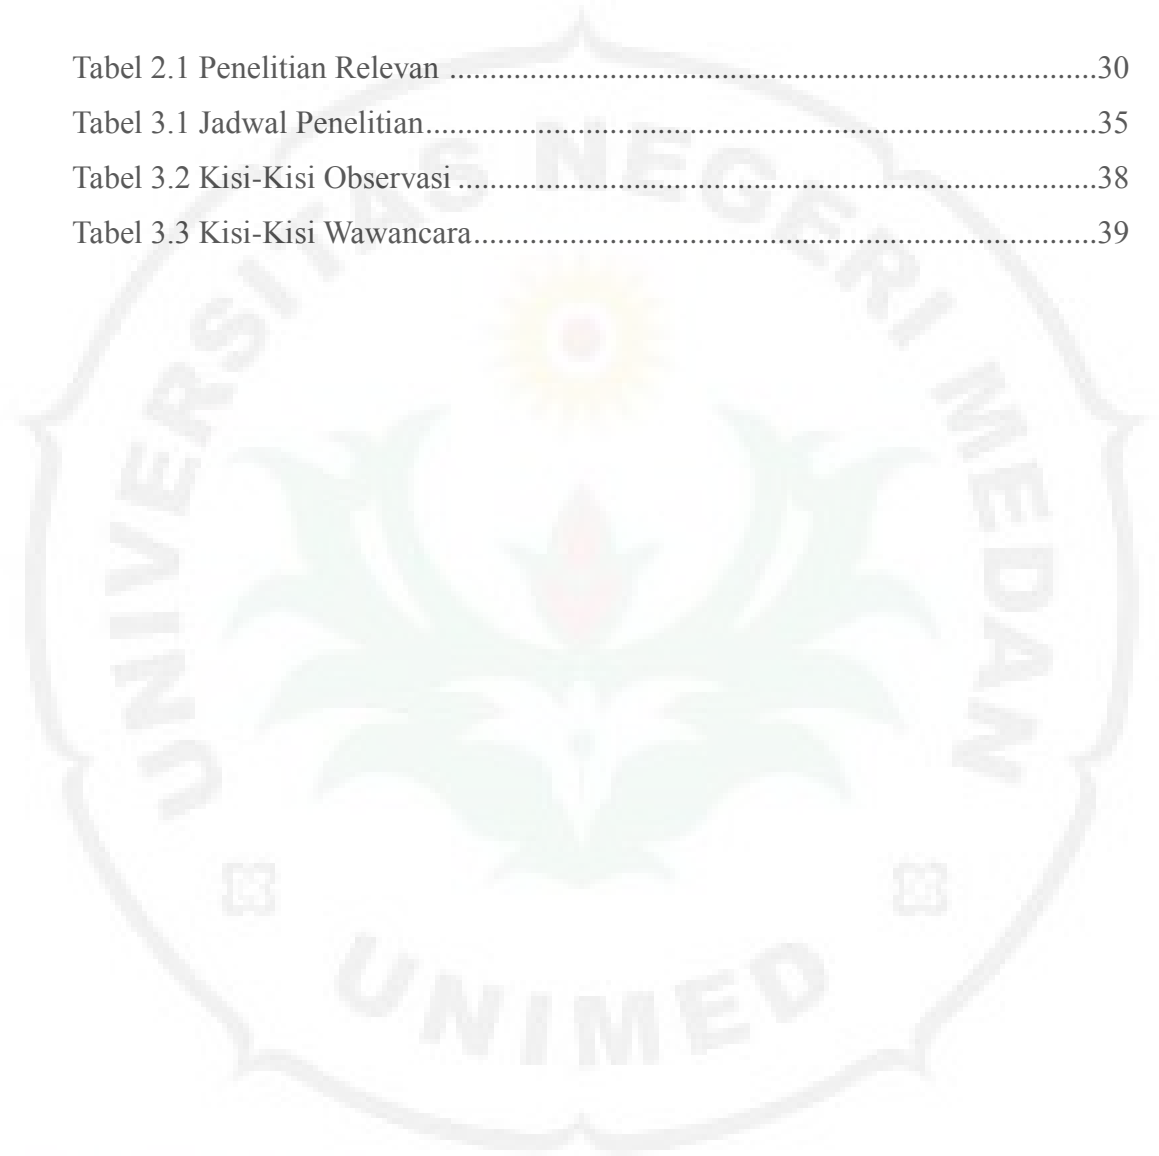 Tabel 2.1 Penelitian Relevan ....................................................................................30
Tabel 3.1 Jadwal Penelitian.......................................................................................35
Tabel 3.2 Kisi-Kisi Observasi ...................................................................................38
Tabel 3.3 Kisi-Kisi Wawancara.................................................................................39
UNIVERSITAS NEGERI MEDAN
UNIMED